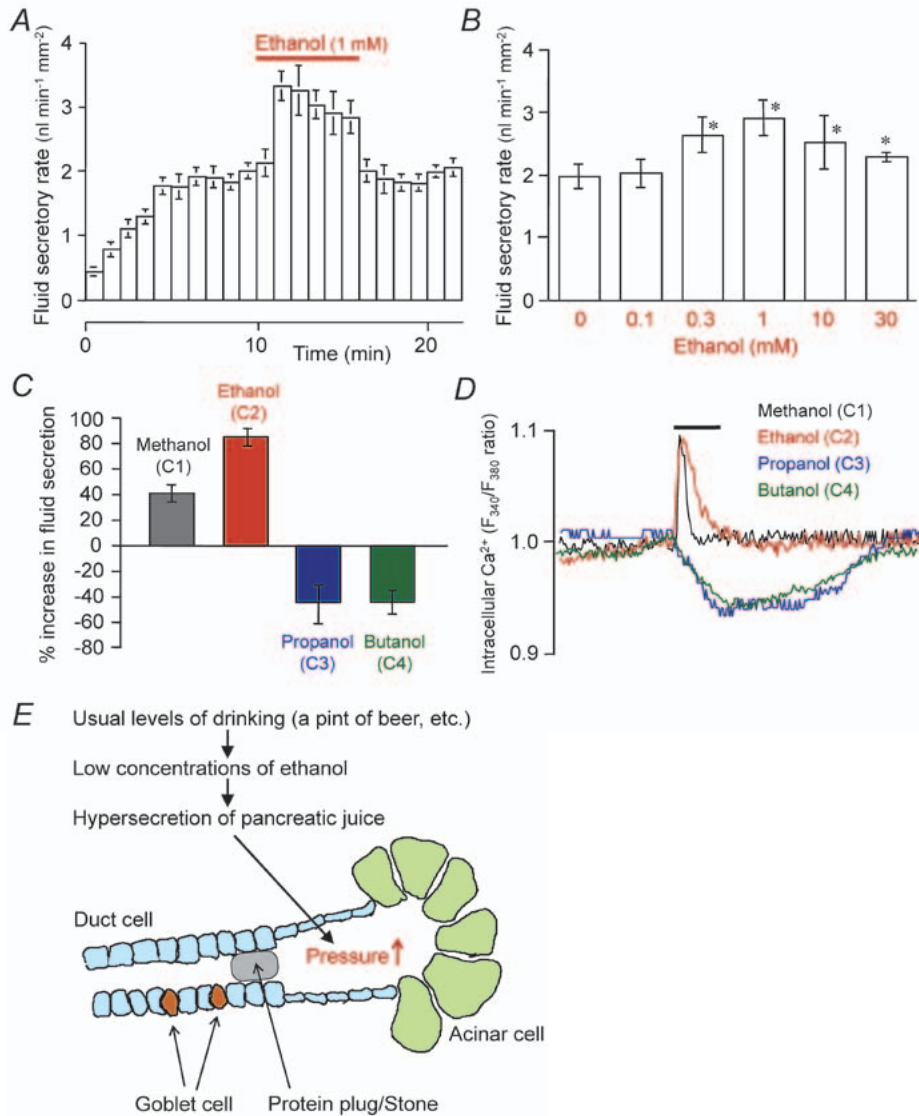 A
Fluid secretory rate (nl min⁻¹ mm⁻²)
Ethanol (1 mM)
4
3
2
1
0
0
10
20
Time (min)
B
Fluid secretory rate (nl min⁻¹ mm⁻²)
4
3
2
1
0
*
*
*
*
0 0.1 0.3 1 10 30
Ethanol (mM)
C
% increase in fluid secretion
100
80
60
40
20
0
-20
-40
-60
-80
Methanol
(C1)
Ethanol
(C2)
Propanol
(C3)
Butanol
(C4)
D
Intracellular Ca²⁺ (F₃₄₀/F₃₈₀ ratio)
1.1
1.0
0.9
Methanol (C1)
Ethanol (C2)
Propanol (C3)
Butanol (C4)
E
Usual levels of drinking (a pint of beer, etc.)
Low concentrations of ethanol
Hypersecretion of pancreatic juice
Duct cell
Pressure↑
Acinar cell
Goblet cell
Protein plug/Stone